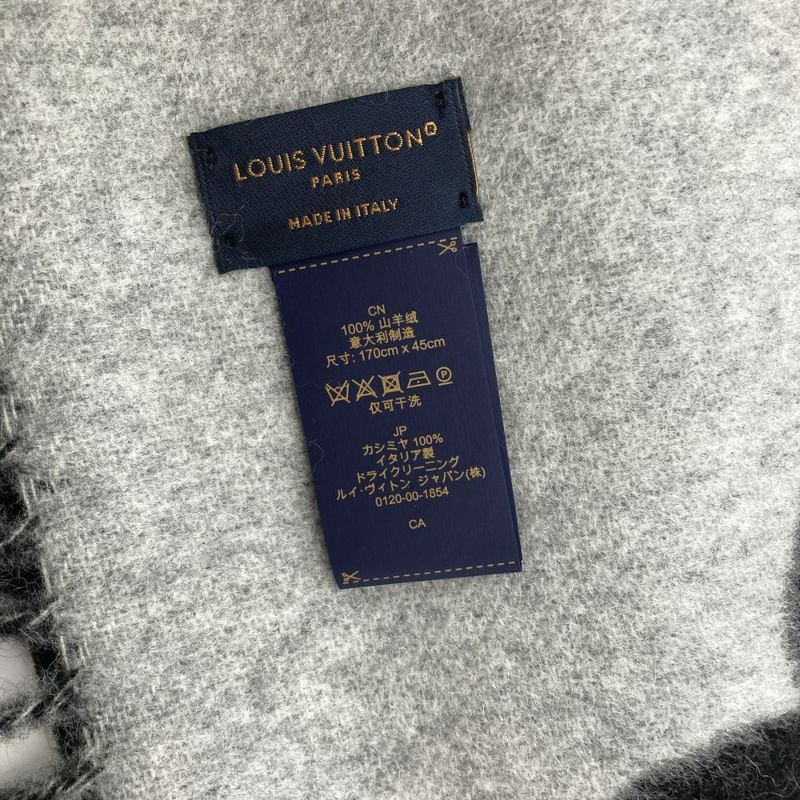 LOUIS VUITTON®
PARIS
MADE IN ITALY
CN
100% 山羊绒
意大利制造
尺寸: 170cm x 45cm
P
仅可干洗
JP
カシミヤ 100%
イタリア製
ドライクリーニング
ルイ・ヴィトン ジャパン(株)
0120-00-1854
CA